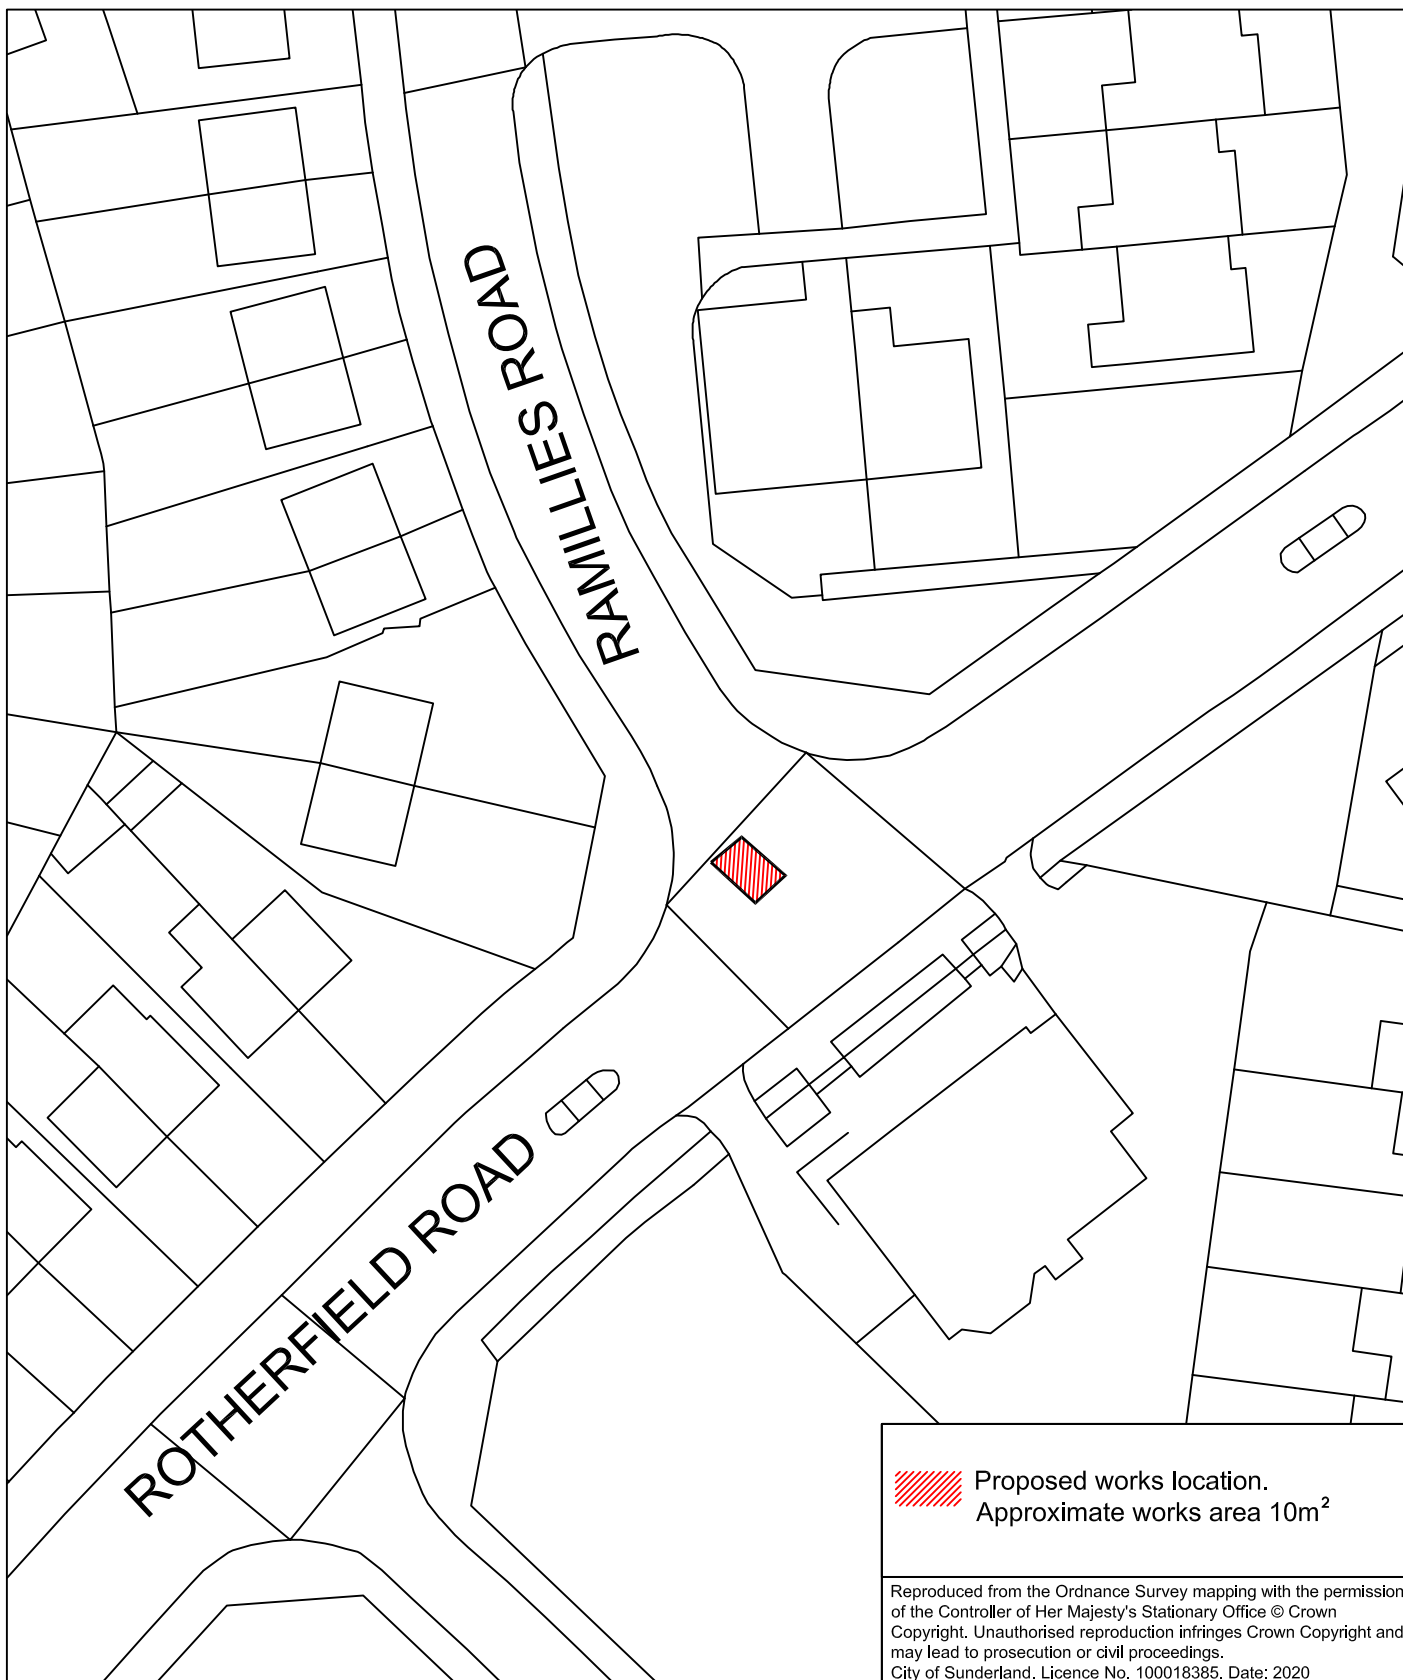 RAMILLIES ROAD
ROTHERFIELD ROAD
Proposed works location.
Approximate works area 10m²
Reproduced from the Ordnance Survey mapping with the permission
of the Controller of Her Majesty's Stationary Office © Crown
Copyright. Unauthorised reproduction infringes Crown Copyright and
may lead to prosecution or civil proceedings.
City of Sunderland. Licence No. 100018385. Date: 2020